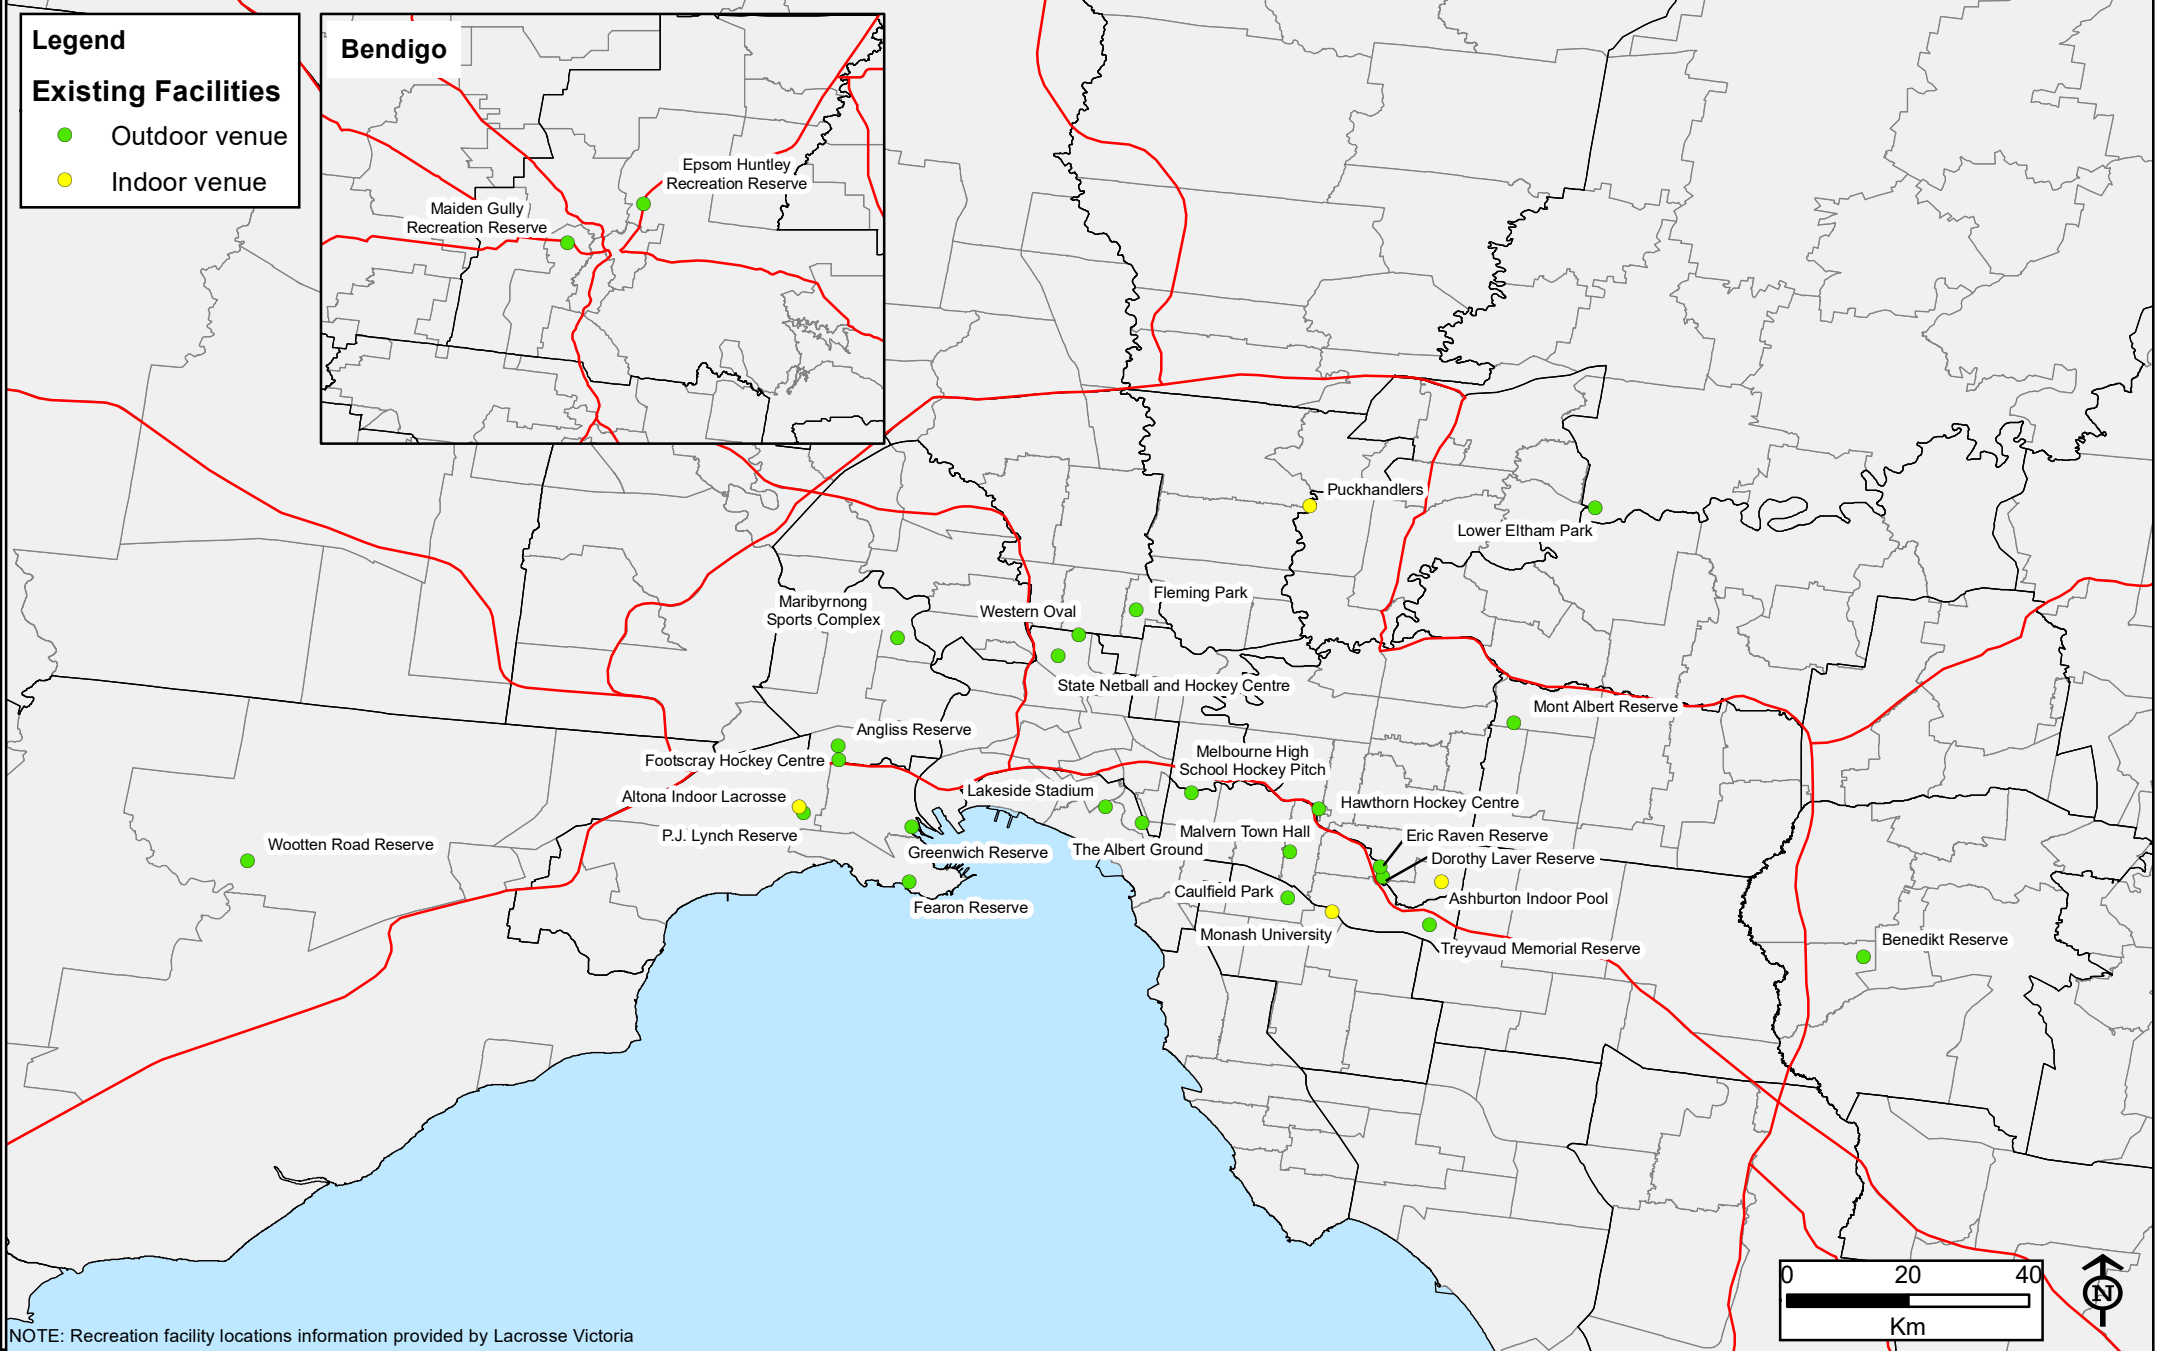 Legend
Existing Facilities
Outdoor venue
Indoor venue
Bendigo
Epsom Huntley
Recreation Reserve
Maiden Gully
Recreation Reserve
Puckhandlers
Lower Eltham Park
Fleming Park
Maribyrnong
Sports Complex
Western Oval
State Netball and Hockey Centre
Mont Albert Reserve
Angliss Reserve
Footscray Hockey Centre
Melbourne High
School Hockey Pitch
Lakeside Stadium
Altona Indoor Lacrosse
Hawthorn Hockey Centre
P.J. Lynch Reserve
Malvern Town Hall
Eric Raven Reserve
Wootten Road Reserve
Greenwich Reserve
The Albert Ground
Dorothy Laver Reserve
Caulfield Park
Ashburton Indoor Pool
Fearon Reserve
Monash University
Treyvaud Memorial Reserve
Benedikt Reserve
0 20 40
Km
N
NOTE: Recreation facility locations information provided by Lacrosse Victoria